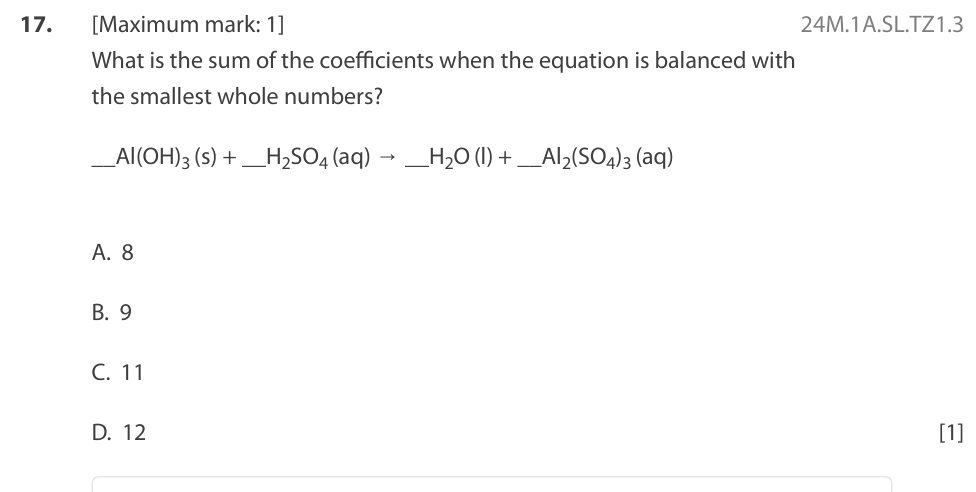 17. [Maximum mark: 1] 24M.1A.SL.TZ1.3
What is the sum of the coefficients when the equation is balanced with
the smallest whole numbers?
__Al(OH)₃ (s) + __H₂SO₄ (aq) → __H₂O (l) + __Al₂(SO₄)₃ (aq)
A. 8
B. 9
C. 11
D. 12 [1]